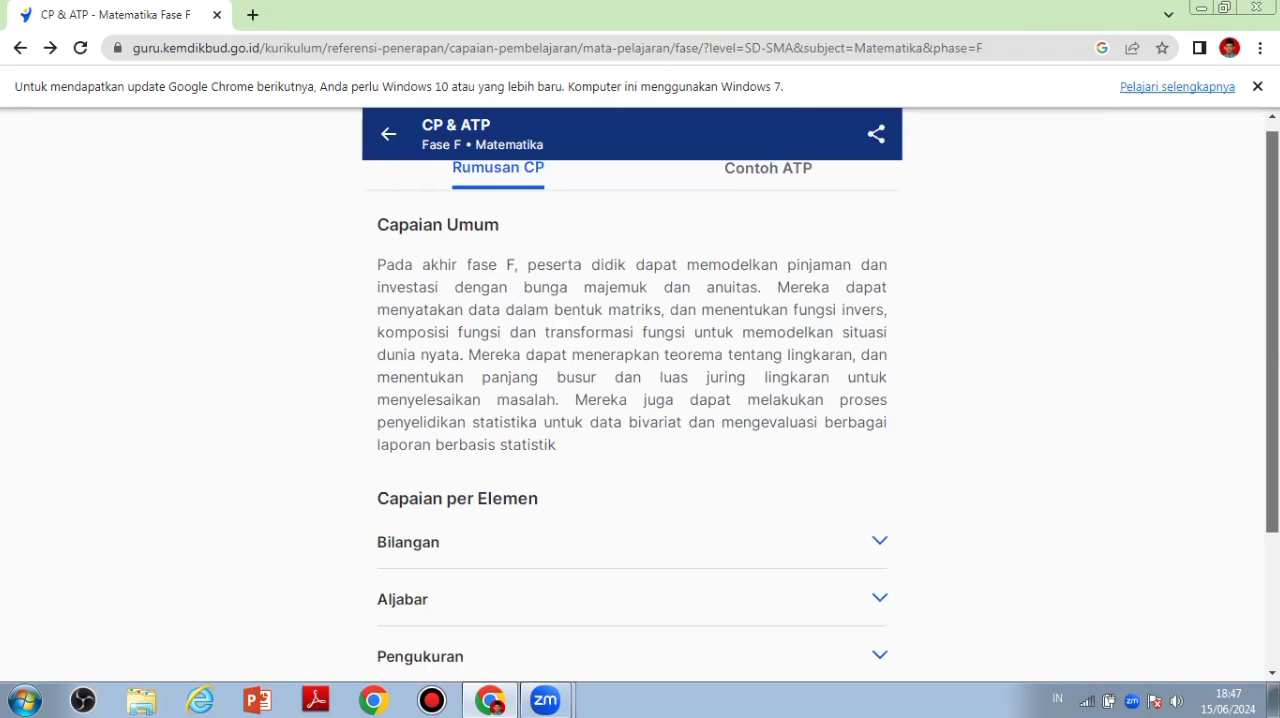 CP & ATP - Matematika Fase F
guru.kemdikbud.go.id/kurikulum/referensi-penerapan/capaian-pembelajaran/mata-pelajaran/fase/?level=SD-SMA&subject=Matematika&phase=F
Untuk mendapatkan update Google Chrome berikutnya, Anda perlu Windows 10 atau yang lebih baru. Komputer ini menggunakan Windows 7.
Pelajari selengkapnya
CP & ATP
Fase F • Matematika
Rumusan CP
Contoh ATP
Capaian Umum
Pada akhir fase F, peserta didik dapat memodelkan pinjaman dan
investasi dengan bunga majemuk dan anuitas. Mereka dapat
menyatakan data dalam bentuk matriks, dan menentukan fungsi invers,
komposisi fungsi dan transformasi fungsi untuk memodelkan situasi
dunia nyata. Mereka dapat menerapkan teorema tentang lingkaran, dan
menentukan panjang busur dan luas juring lingkaran untuk
menyelesaikan masalah. Mereka juga dapat melakukan proses
penyelidikan statistika untuk data bivariat dan mengevaluasi berbagai
laporan berbasis statistik
Capaian per Elemen
Bilangan
Aljabar
Pengukuran
zm
IN
zm
18:47
15/06/2024